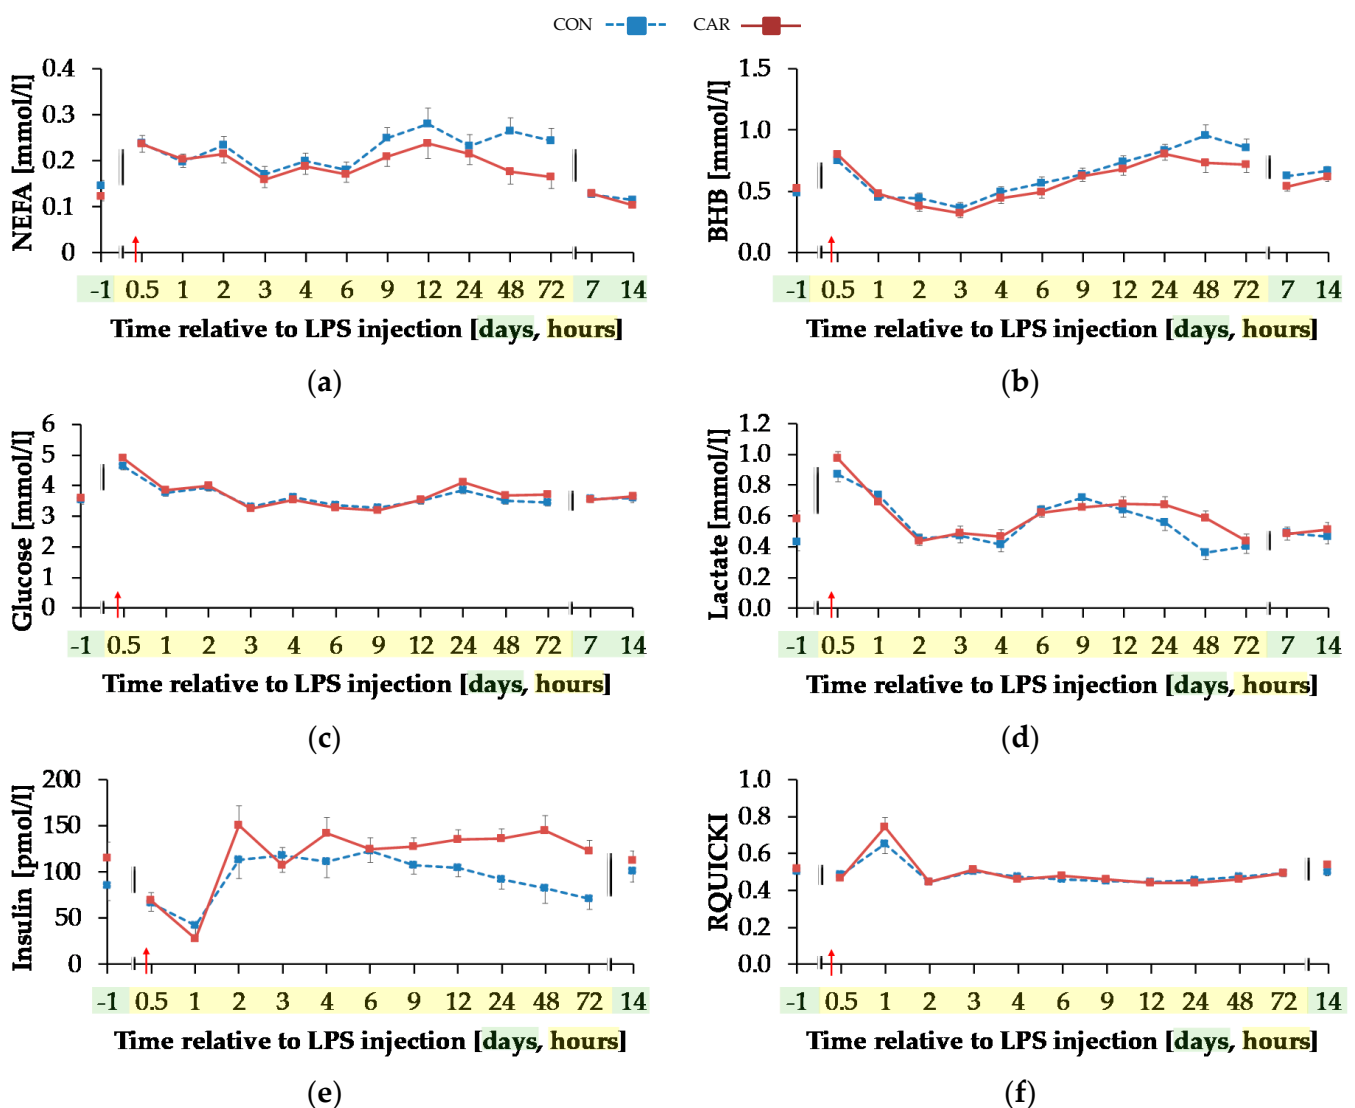 CON CAR
NEFA [mmol/l]
0.4
0.3
0.2
0.1
0
-1 0.5 1 2 3 4 6 9 12 24 48 72 7 14
Time relative to LPS injection [days, hours]
(a)
BHB [mmol/l]
1.5
1.0
0.5
0.0
-1 0.5 1 2 3 4 6 9 12 24 48 72 7 14
Time relative to LPS injection [days, hours]
(b)
Glucose [mmol/l]
6
5
4
3
2
1
0
-1 0.5 1 2 3 4 6 9 12 24 48 72 7 14
Time relative to LPS injection [days, hours]
(c)
Lactate [mmol/l]
1.2
1.0
0.8
0.6
0.4
0.2
0.0
-1 0.5 1 2 3 4 6 9 12 24 48 72 7 14
Time relative to LPS injection [days, hours]
(d)
Insulin [pmol/l]
200
150
100
50
0
-1 0.5 1 2 3 4 6 9 12 24 48 72 14
Time relative to LPS injection [days, hours]
(e)
RQUICKI
1.0
0.8
0.6
0.4
0.2
0.0
-1 0.5 1 2 3 4 6 9 12 24 48 72 14
Time relative to LPS injection [days, hours]
(f)